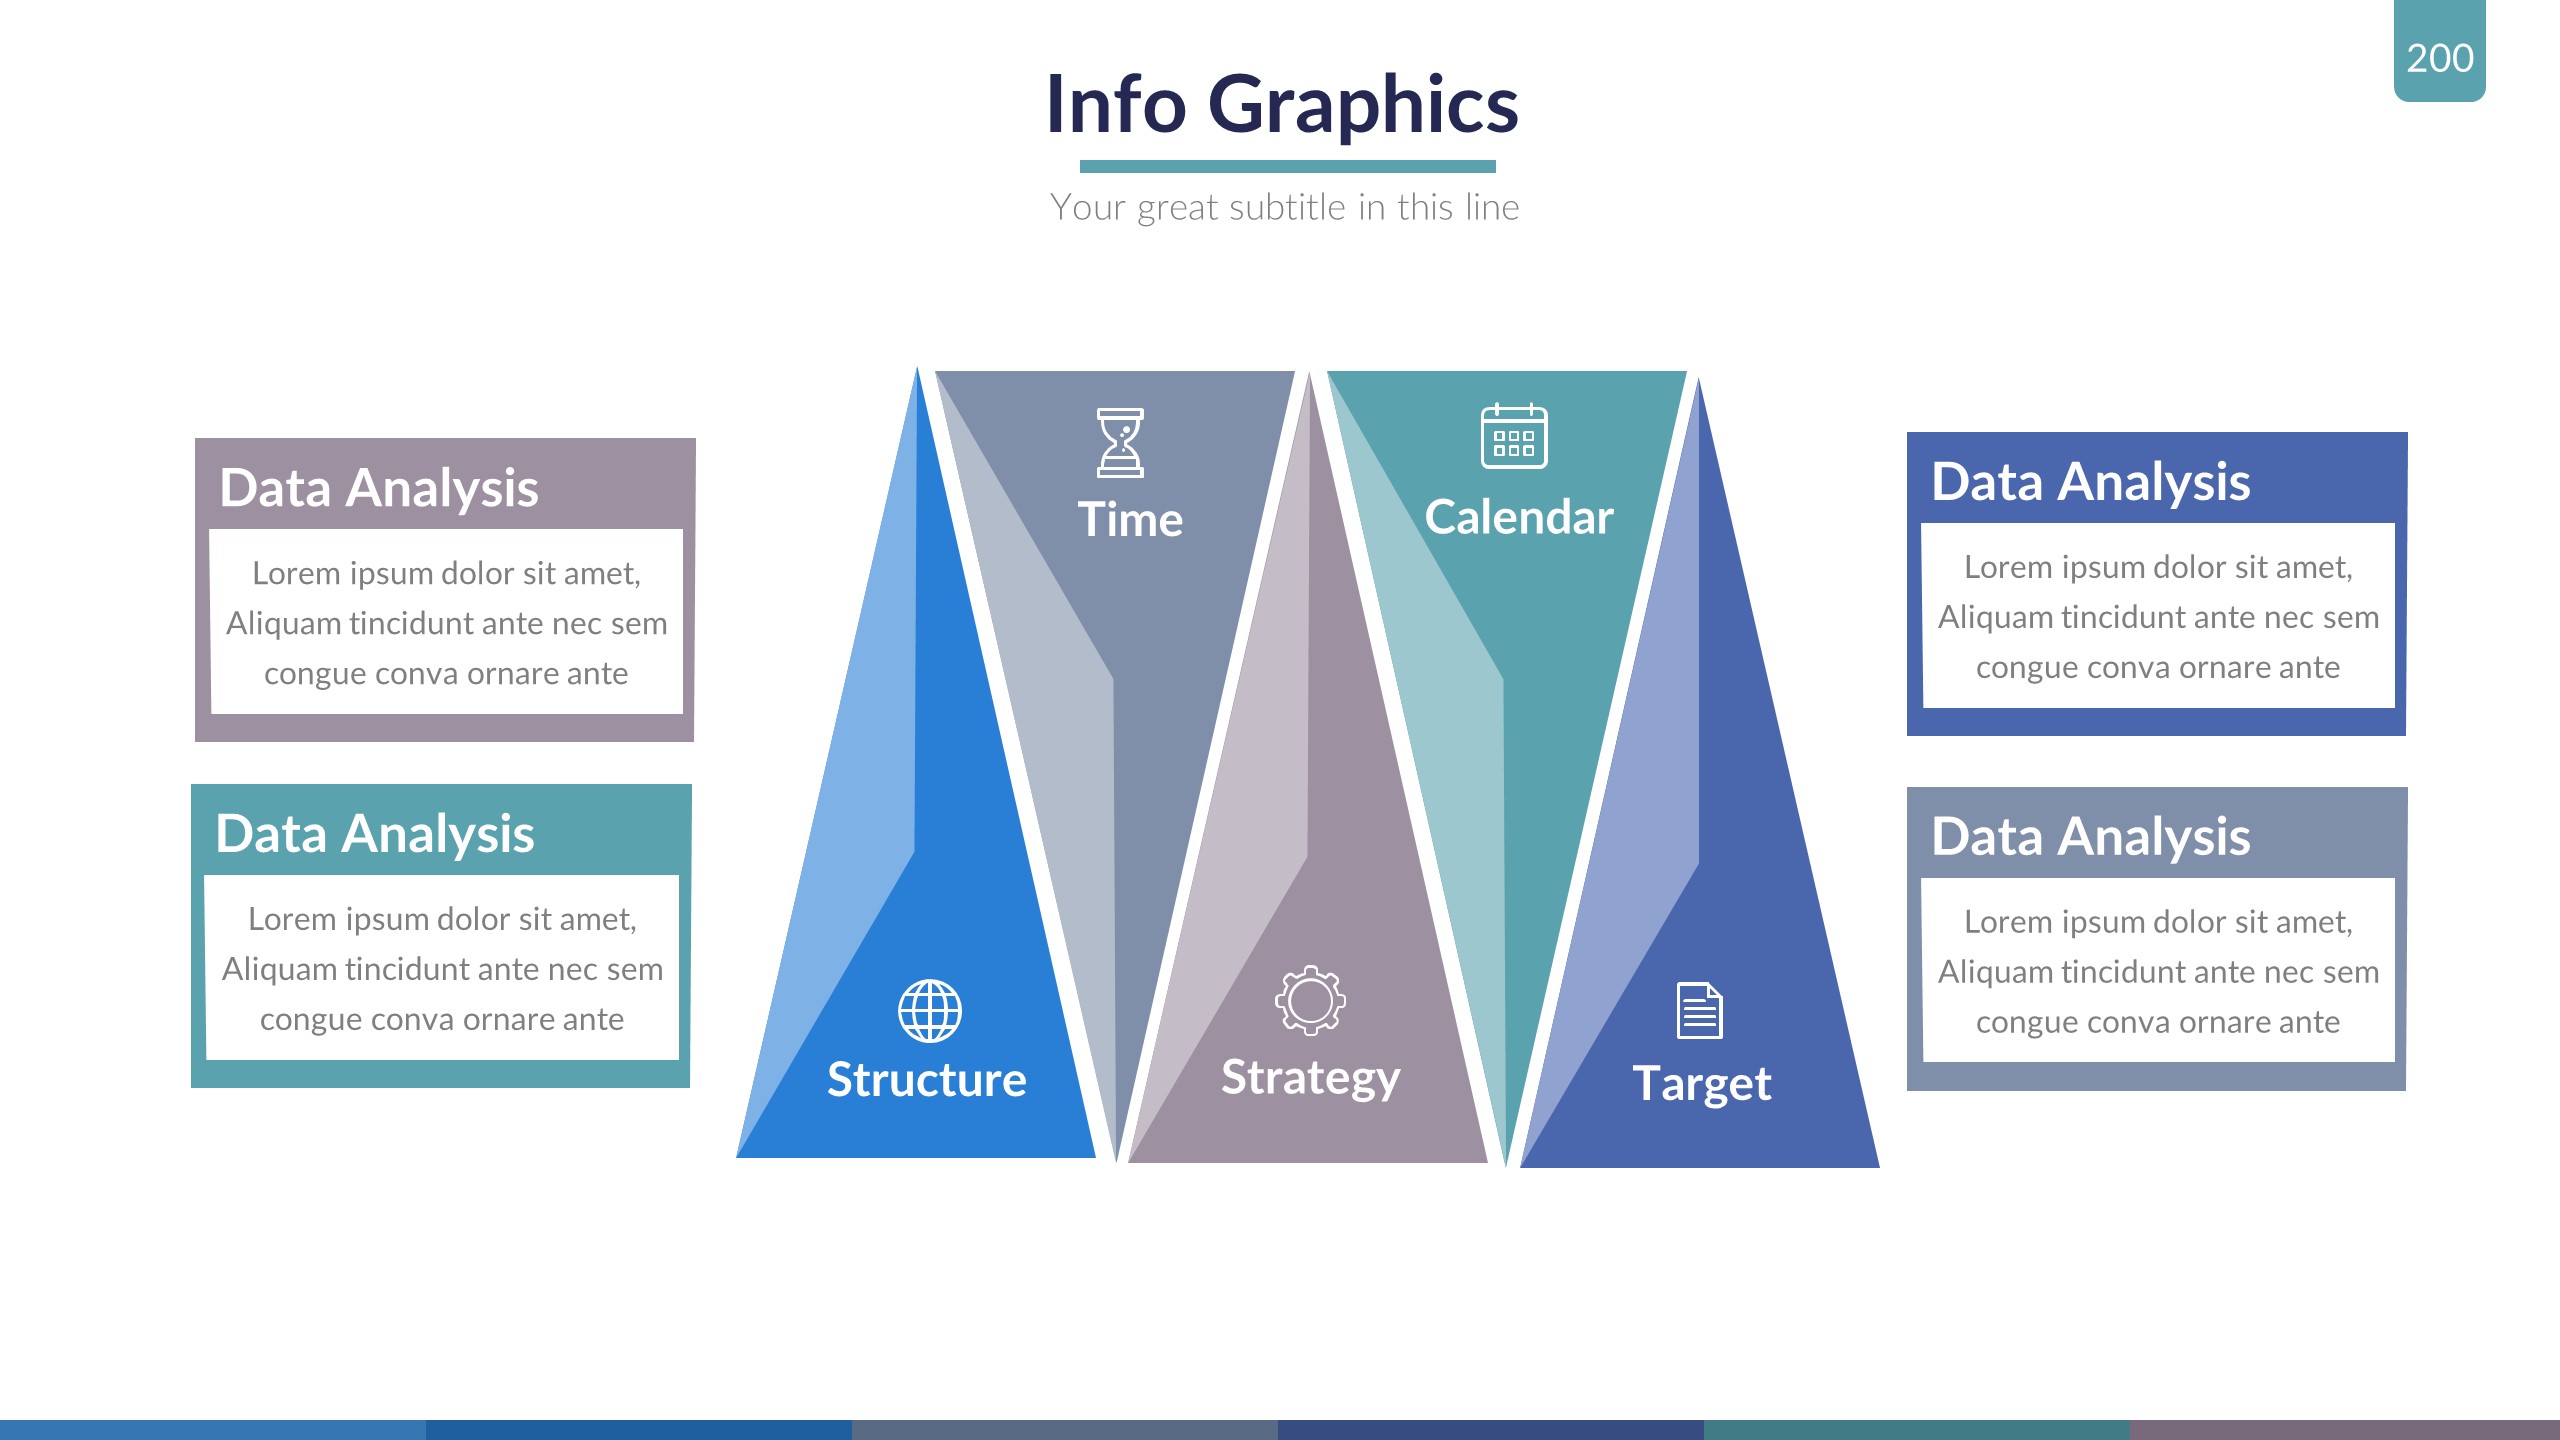 200
Info Graphics
Your great subtitle in this line
Data Analysis
Lorem ipsum dolor sit amet,
Aliquam tincidunt ante nec sem
congue conva ornare ante
Data Analysis
Lorem ipsum dolor sit amet,
Aliquam tincidunt ante nec sem
congue conva ornare ante
Time
Calendar
Structure
Strategy
Target
Data Analysis
Lorem ipsum dolor sit amet,
Aliquam tincidunt ante nec sem
congue conva ornare ante
Data Analysis
Lorem ipsum dolor sit amet,
Aliquam tincidunt ante nec sem
congue conva ornare ante